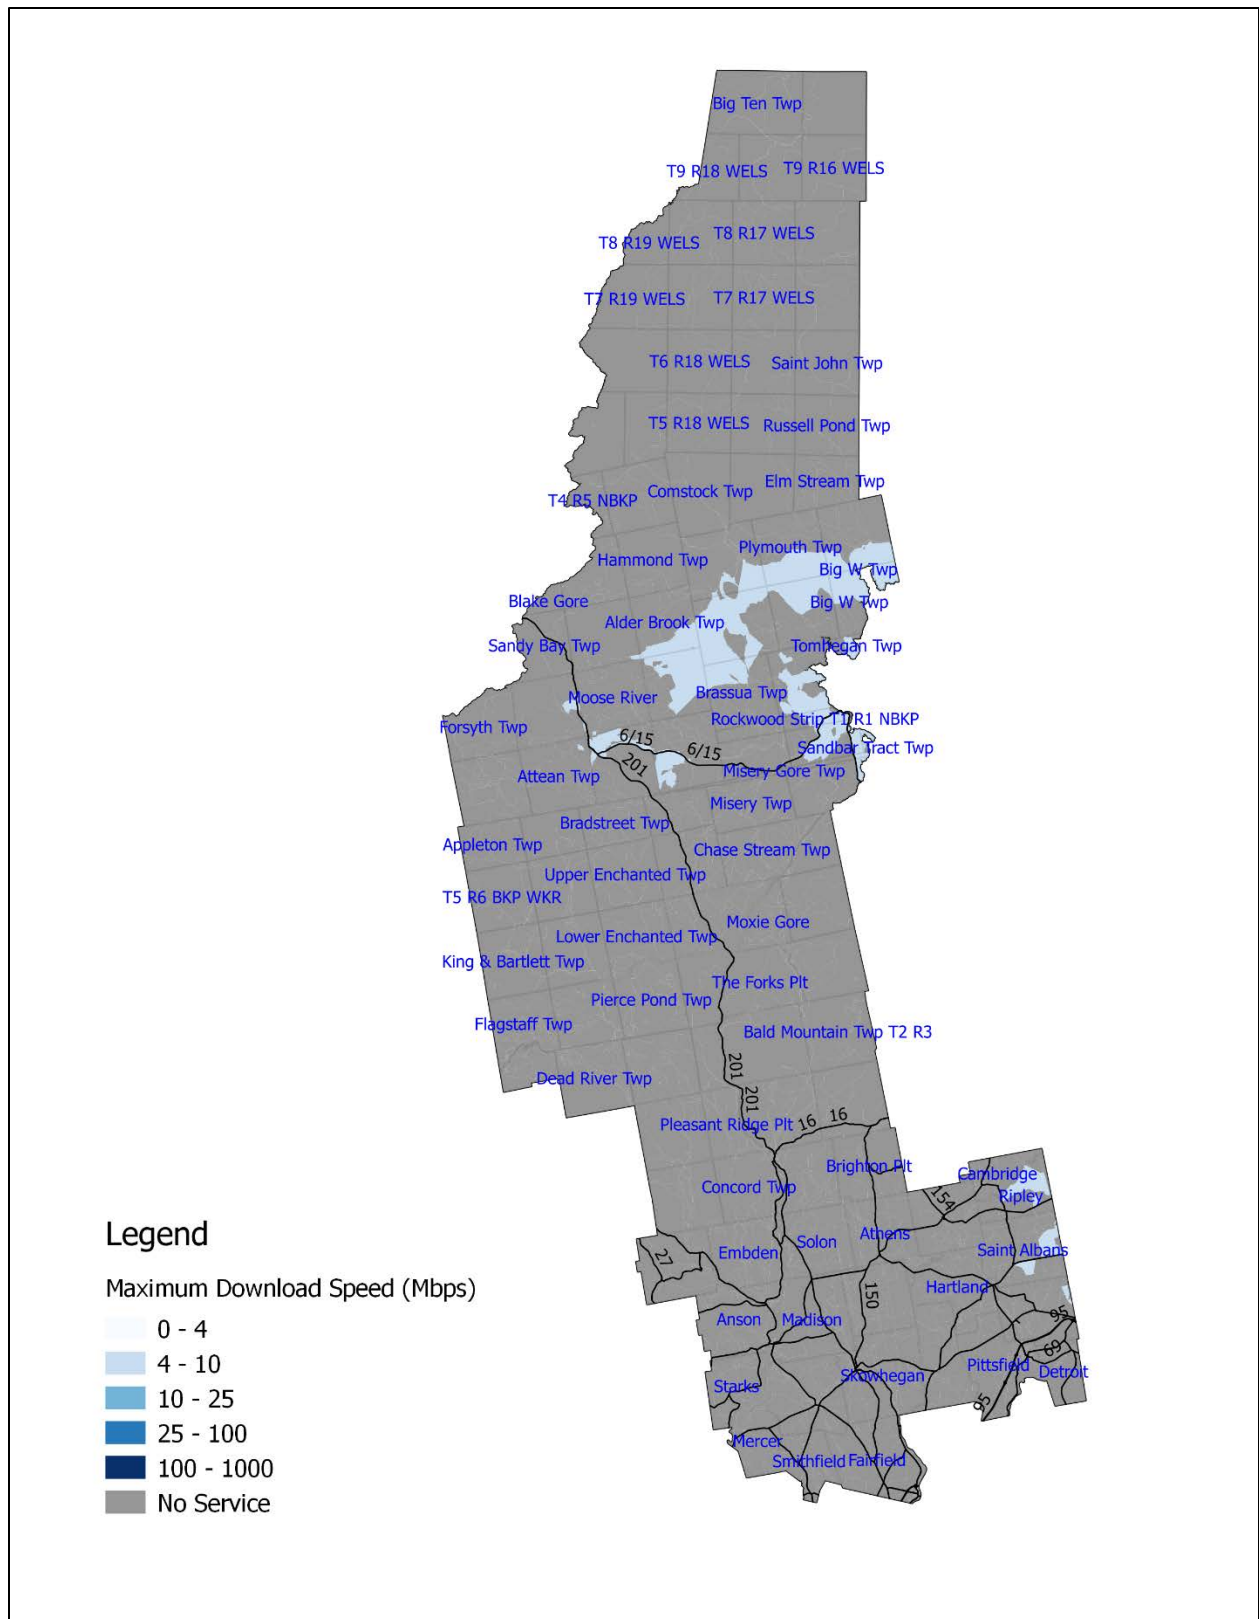 Big Ten Twp
T9 R18 WELS
T9 R16 WELS
T8 R19 WELS
T8 R17 WELS
T7 R19 WELS
T7 R17 WELS
T6 R18 WELS
Saint John Twp
T5 R18 WELS
Russell Pond Twp
Elm Stream Twp
Comstock Twp
T4 R5 NBKP
Plymouth Twp
Hammond Twp
Big W Twp
Blake Gore
Big W Twp
Alder Brook Twp
Sandy Bay Twp
Tomhegan Twp
Moose River
Brassua Twp
Forsyth Twp
Rockwood Strip T1 R1 NBKP
6/15
6/15
Sandbar Tract Twp
201
Attean Twp
Misery Gore Twp
Misery Twp
Bradstreet Twp
Appleton Twp
Chase Stream Twp
Upper Enchanted Twp
T5 R6 BKP WKR
Moxie Gore
Lower Enchanted Twp
King & Bartlett Twp
The Forks Plt
Pierce Pond Twp
Flagstaff Twp
Bald Mountain Twp T2 R3
201
Dead River Twp
201
Pleasant Ridge Plt
16
16
Brighton Plt
Cambridge
Concord Twp
154
Ripley
Athens
Solon
Saint Albans
27
Embden
Hartland
150
Anson
Madison
95
69
Pittsfield
Detroit
Skowhegan
Starks
95
Mercer
Smithfield
Fairfield
Legend
Maximum Download Speed (Mbps)
0 - 4
4 - 10
10 - 25
25 - 100
100 - 1000
No Service